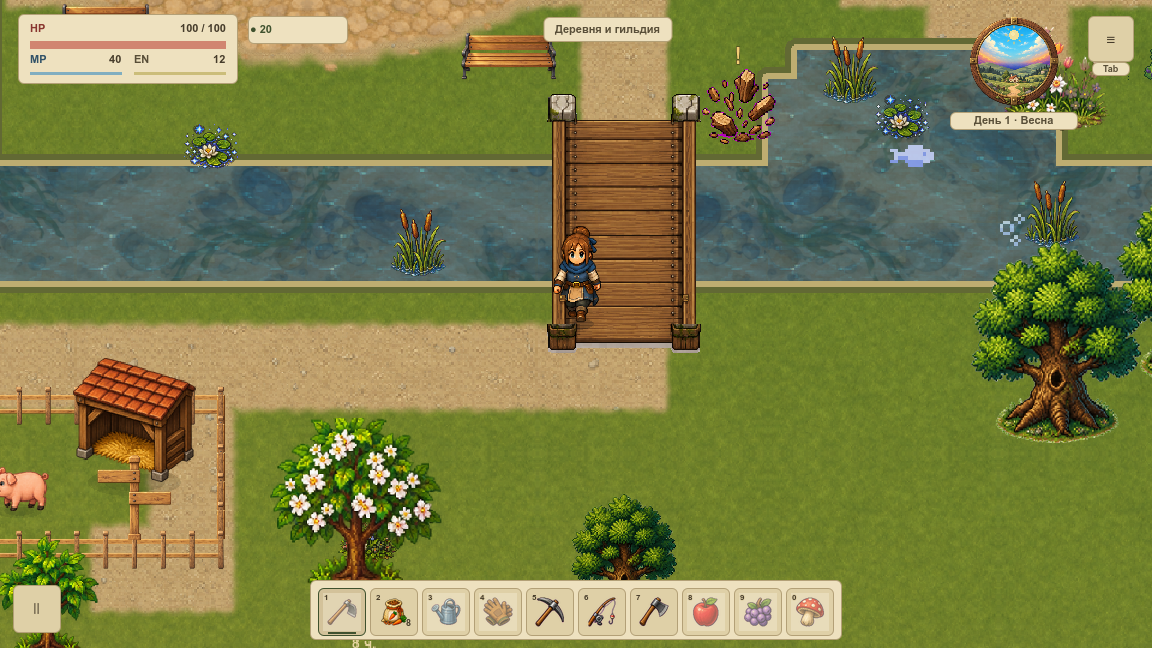 HP 100 / 100
MP 40 EN 12
20
Деревня и гильдия
≡
Tab
День 1 · Весна
!
II
1 2 3 4 5 6 7 8 9 0
8
8 ч.